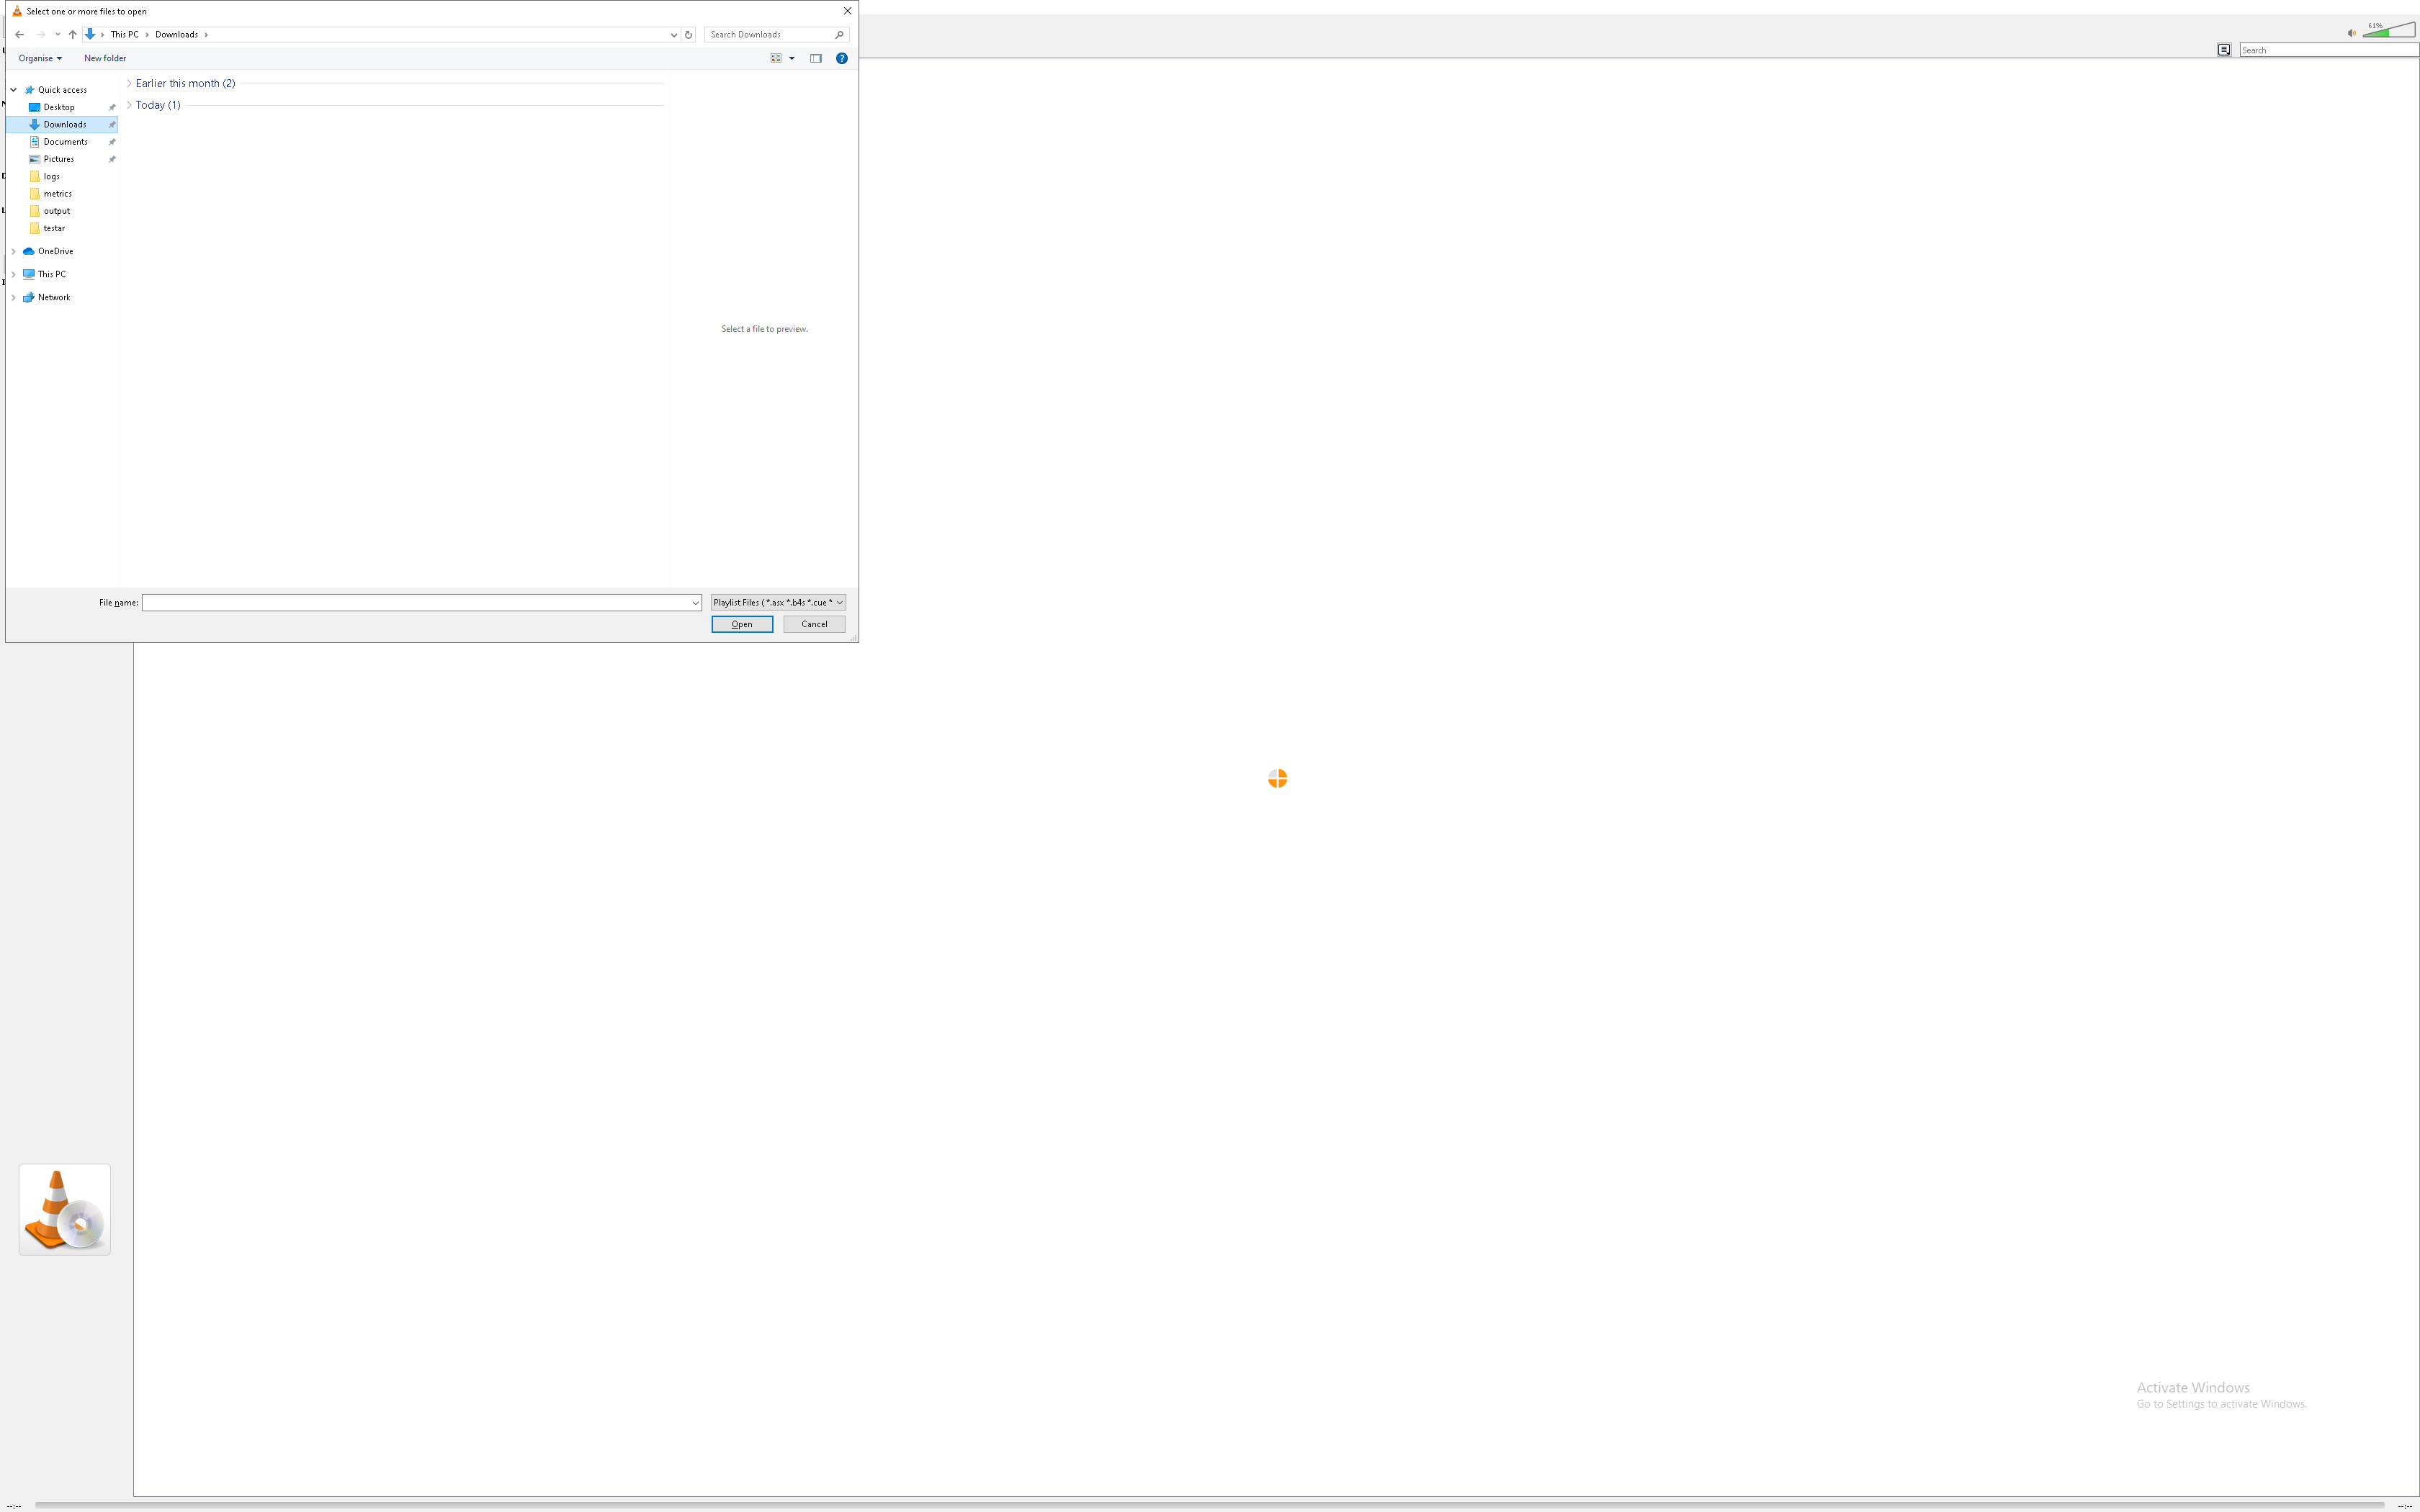 Select one or more files to open
This PC
Downloads
Search Downloads
61%
Search
Organise
New folder
Earlier this month (2)
Today (1)
Quick access
Desktop
Downloads
Documents
Pictures
logs
metrics
output
testar
OneDrive
This PC
Network
Select a file to preview.
File name:
Playlist Files ( *.asx *.b4s *.cue *
Open
Cancel
Activate Windows
Go to Settings to activate Windows.
--:--
--:--